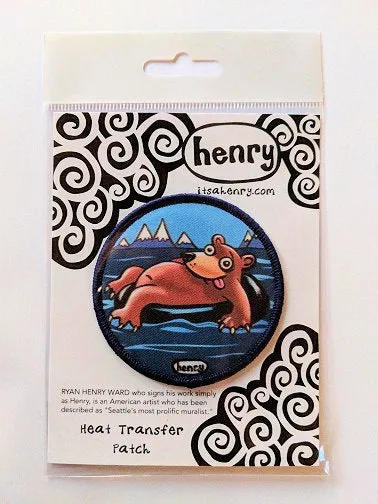 henry
itsahenry.com
henry
RYAN HENRY WARD who signs his work simply
as Henry, is an American artist who has been
described as "Seattle's most prolific muralist."
Heat Transfer
Patch